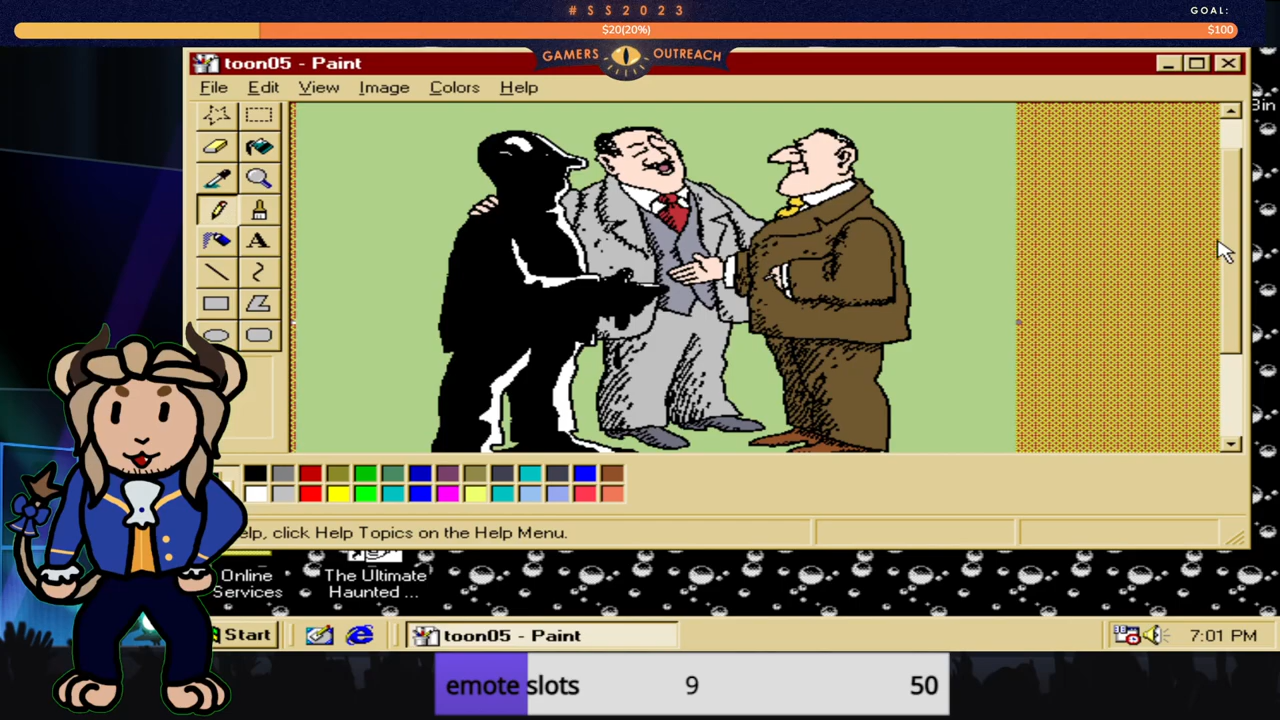 #SS2023
GOAL:
$20(20%)
$100
GAMERS OUTREACH
toon05 - Paint
File Edit View Image Colors Help
Bin
A
elp, click Help Topics on the Help Menu.
Online
Services
The Ultimate
Haunted ...
Start
toon05 - Paint
7:01 PM
emote slots 9 50